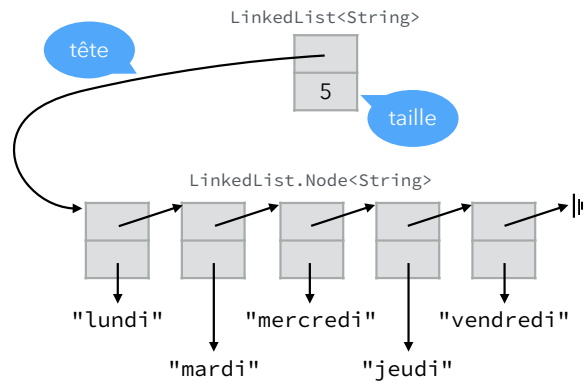 LinkedList<String>
tête
5
taille
LinkedList.Node<String>
"lundi"
"mercredi"
"vendredi"
"mardi"
"jeudi"